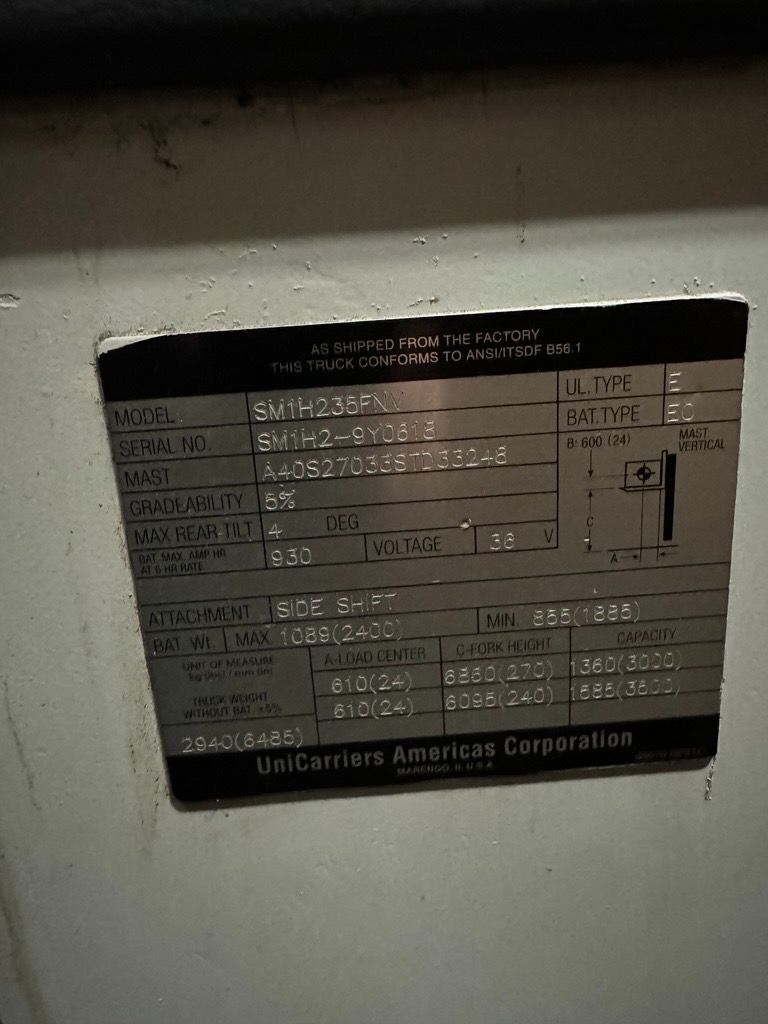 AS SHIPPED FROM THE FACTORY
THIS TRUCK CONFORMS TO ANSI/ITSDF B56.1
MODEL SM1H235FNV UL.TYPE E
SERIAL NO. SM1H2-9Y0618 BAT.TYPE EO
MAST A40S27033STD33248 B: 600 (24) MAST VERTICAL
GRADEABILITY 5%
MAX REAR-TILT 4 DEG C
BAT. MAX. AMP HR
AT 6 HR RATE 930 VOLTAGE 36 V A
ATTACHMENT SIDE SHIFT
BAT. Wt. MAX. 1089(2400) MIN. 855(1885)
UNIT OF MEASURE
kg (lbs) / mm (in) A-LOAD CENTER C-FORK HEIGHT CAPACITY
610(24) 6860(270) 1360(3000)
TRUCK WEIGHT
WITHOUT BAT. ±5% 610(24) 6095(240) 1585(3500)
2940(6485)
UniCarriers Americas Corporation
MARENGO, IL U.S.A.